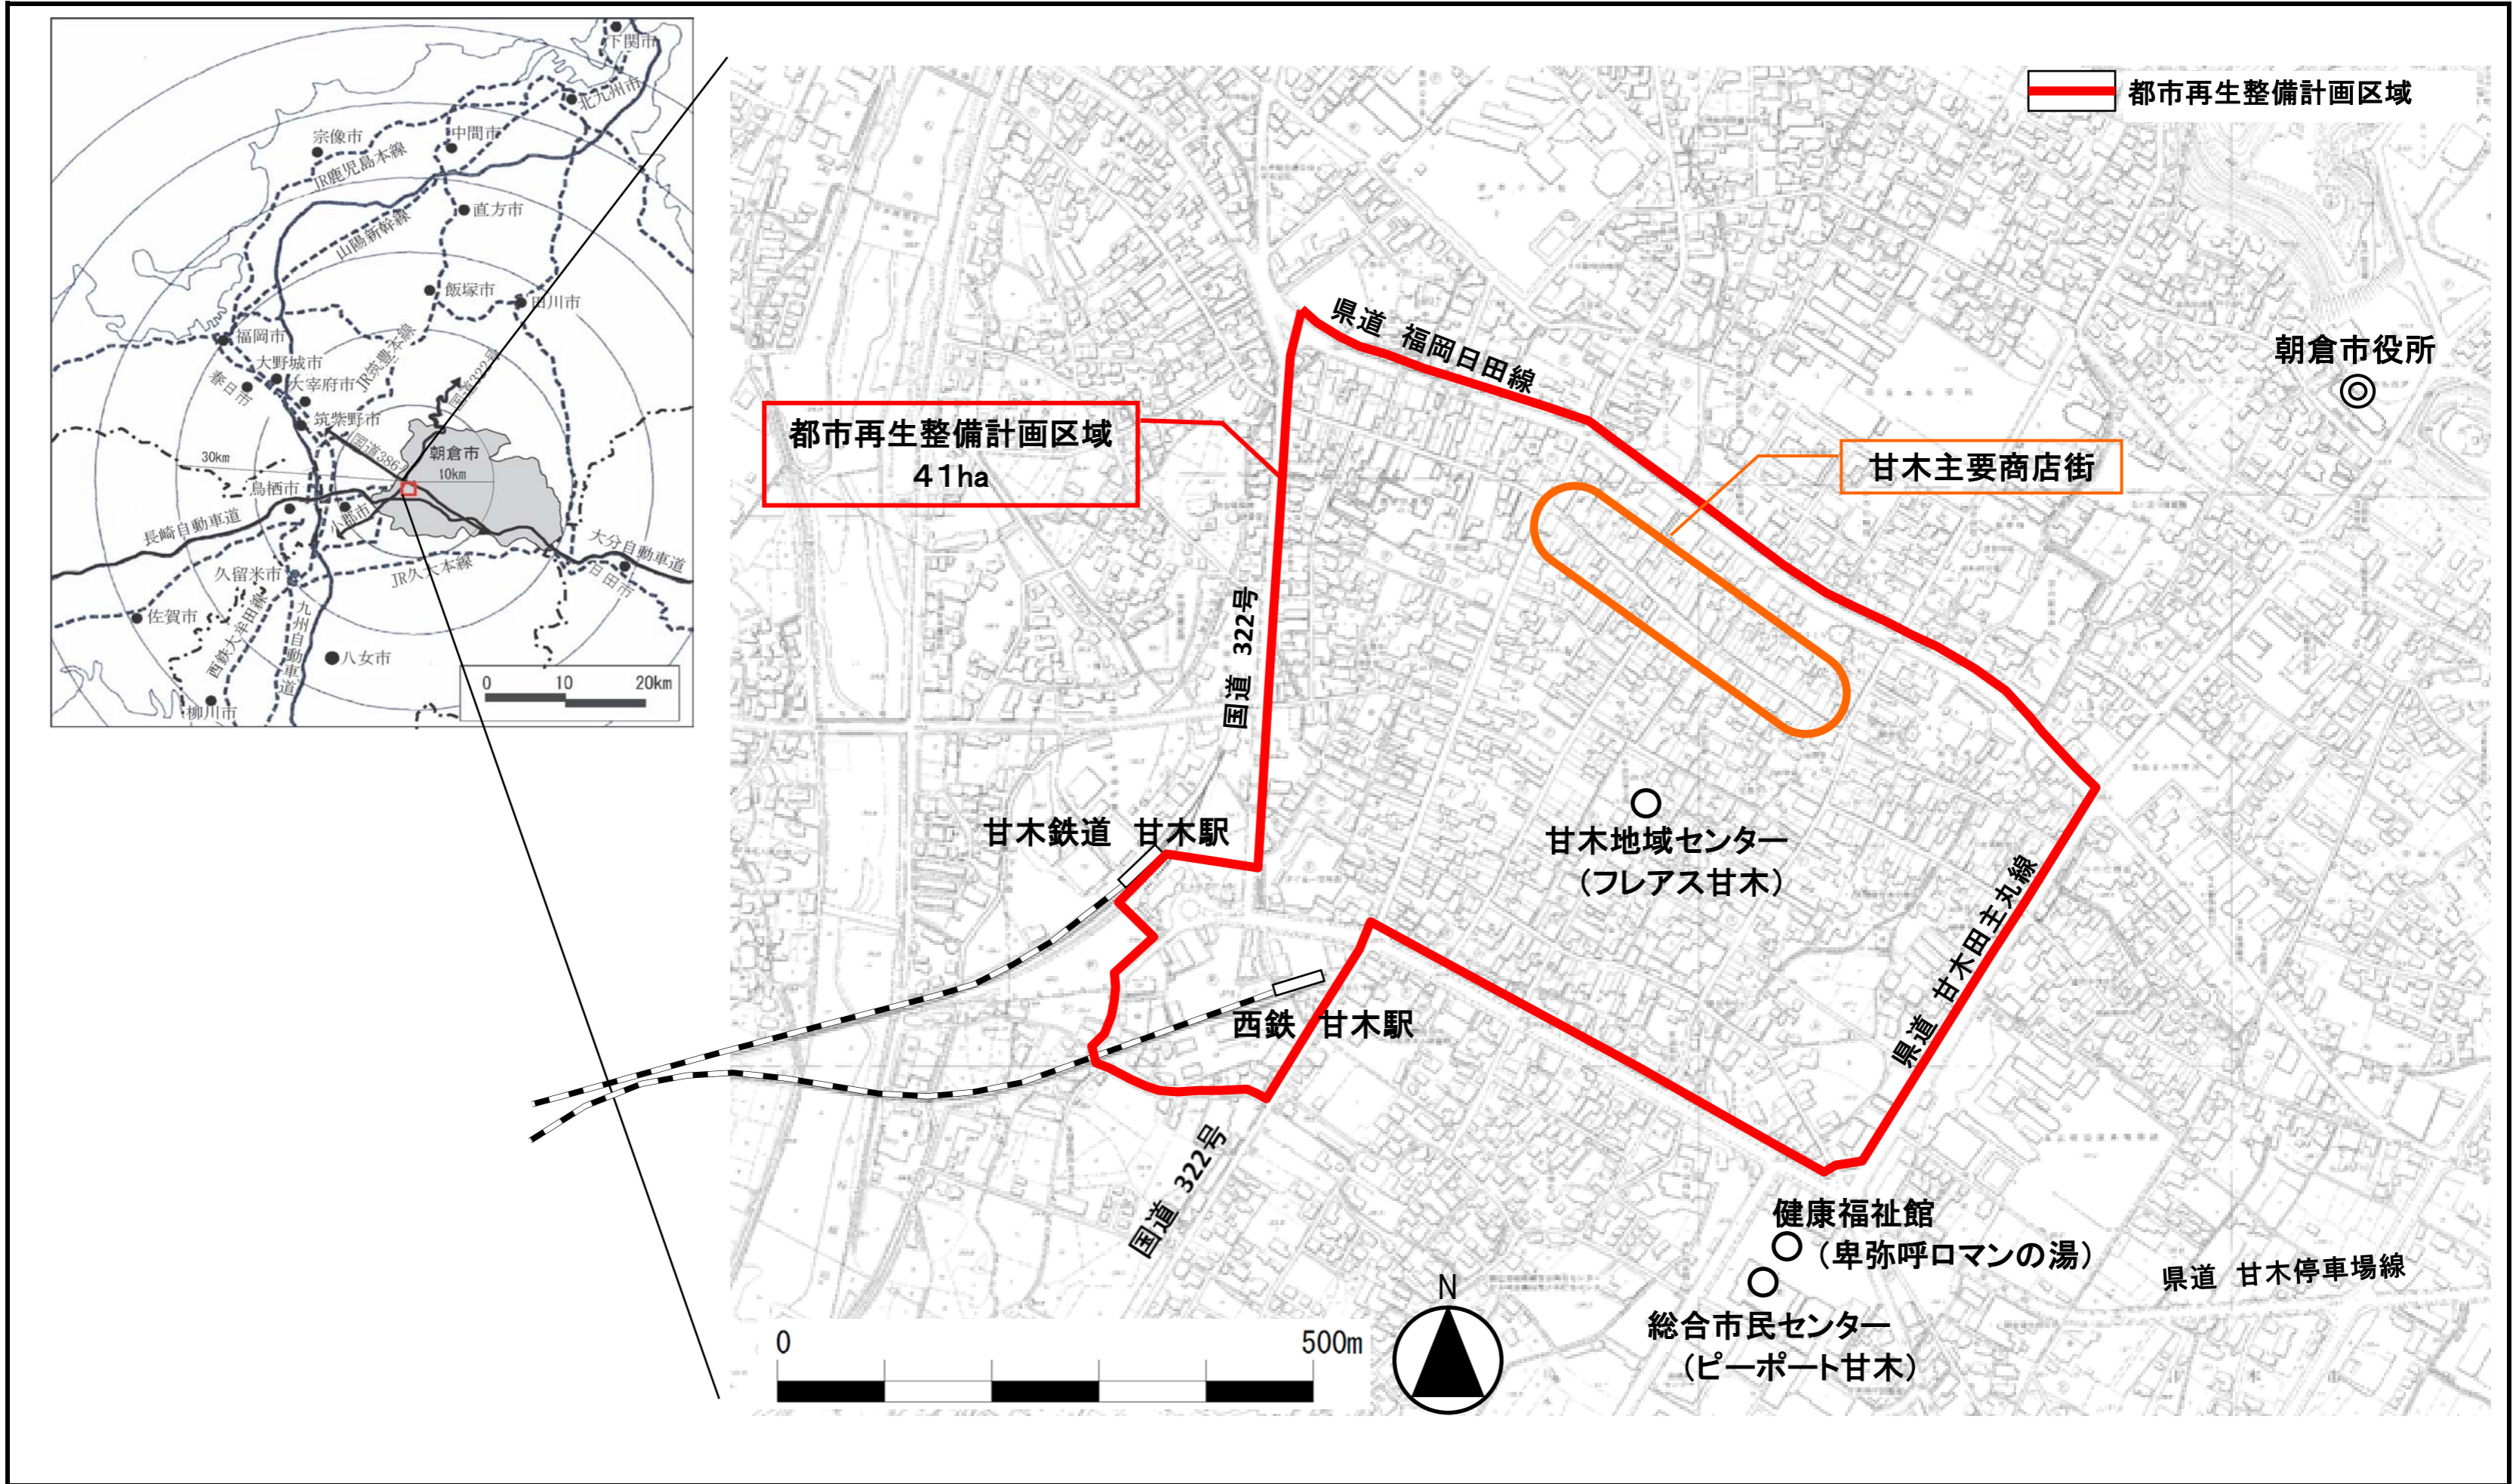 下関市
北九州市
宗像市
中間市
JR鹿児島本線
直方市
山陽新幹線
飯塚市
田川市
福岡市
JR筑豊本線
国道322号
大野城市
春日市
大宰府市
筑紫野市
国道386号
朝倉市
30km
10km
鳥栖市
小郡市
長崎自動車道
大分自動車道
久留米市
JR久大本線
日田市
佐賀市
西鉄大牟田線
九州自動車道
八女市
柳川市
0 10 20km
都市再生整備計画区域
県道 福岡日田線
朝倉市役所
都市再生整備計画区域
41ha
甘木主要商店街
国道 322号
甘木鉄道 甘木駅
甘木地域センター
(フレアス甘木)
県道 甘木田主丸線
西鉄 甘木駅
国道 322号
健康福祉館
(卑弥呼ロマンの湯)
県道 甘木停車場線
総合市民センター
(ピーポート甘木)
0 500m
N